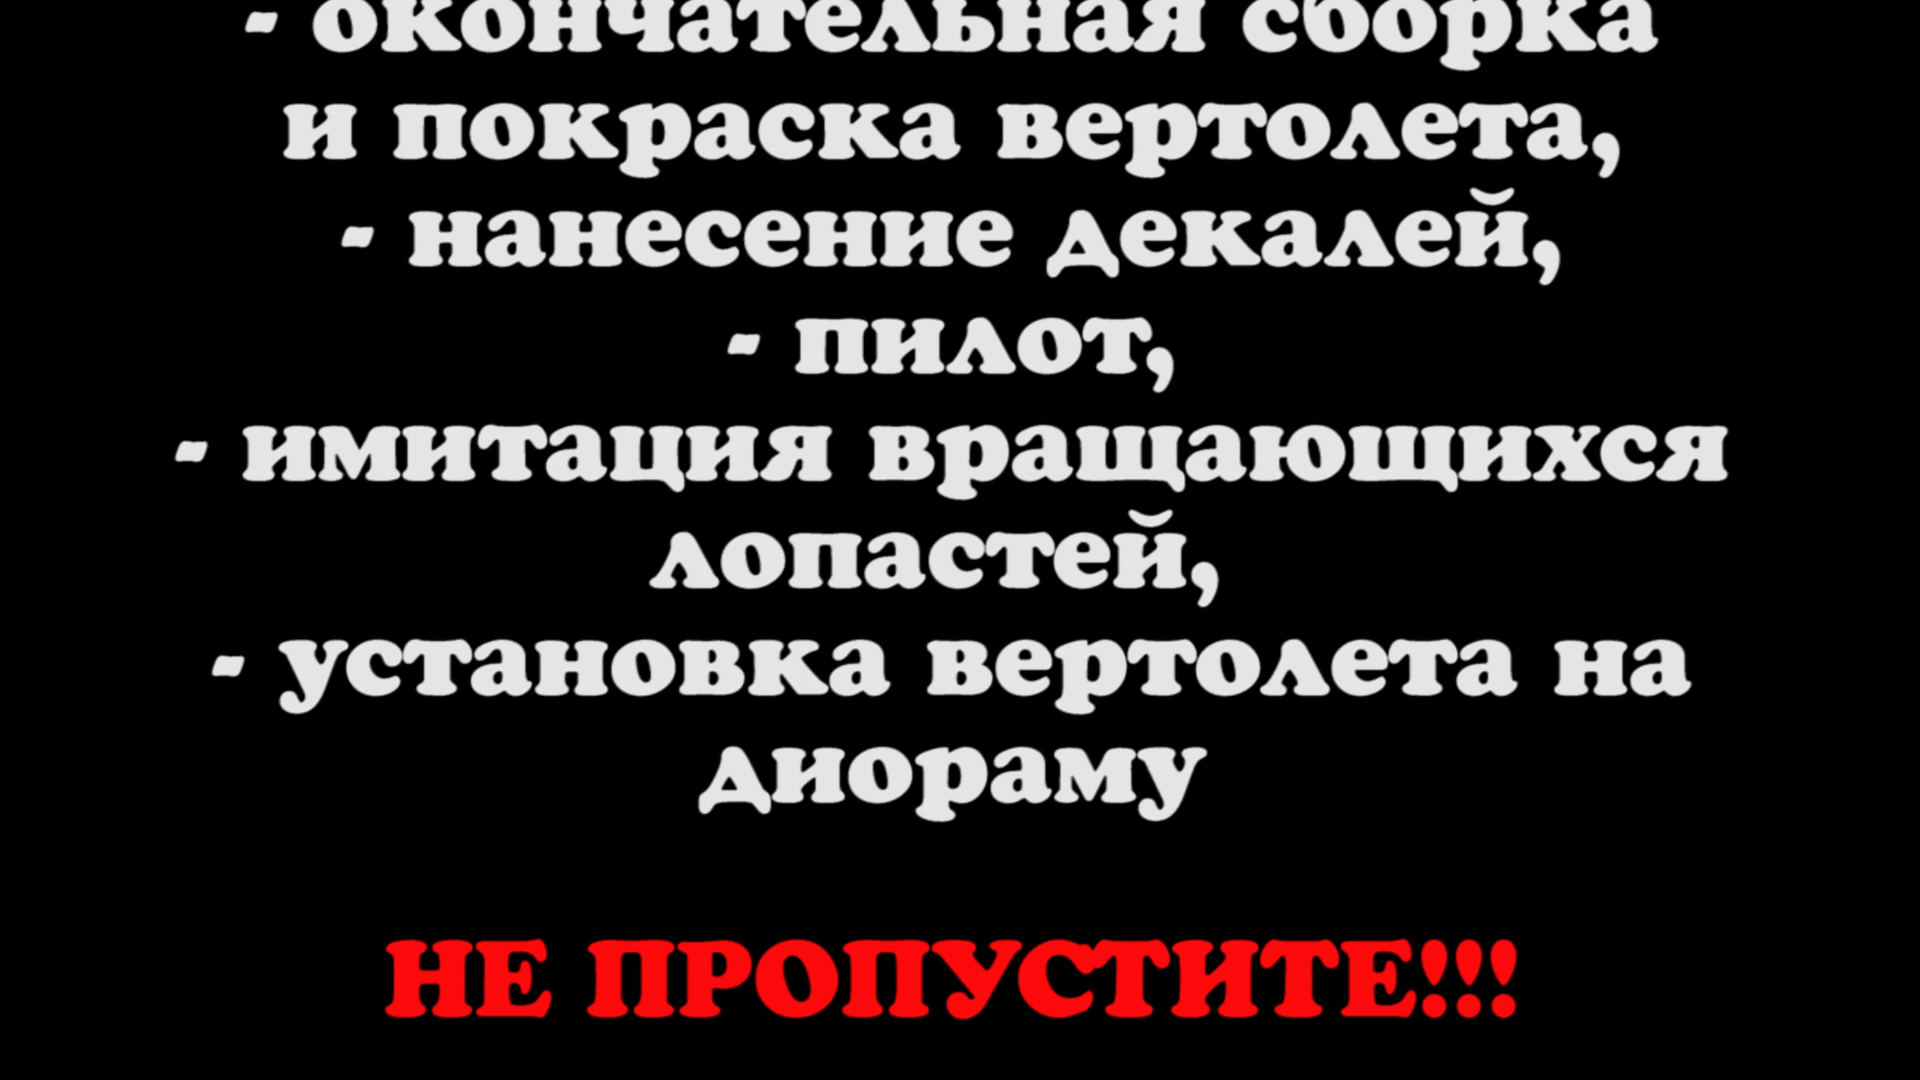 - окончательная сборка
и покраска вертолета,
- нанесение декалей,
- пилот,
- имитация вращающихся
лопастей,
- установка вертолета на
диораму
НЕ ПРОПУСТИТЕ!!!